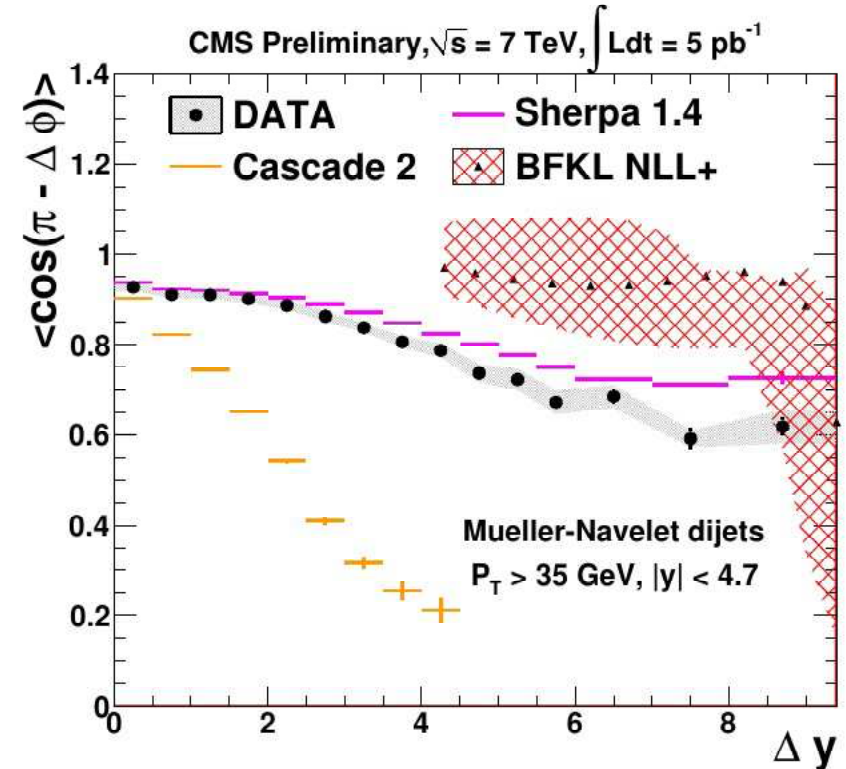 CMS Preliminary,√s = 7 TeV,∫Ldt = 5 pb⁻¹
<cos(π - Δ ϕ)>
1.4
1.2
1
0.8
0.6
0.4
0.2
0
DATA
Sherpa 1.4
Cascade 2
BFKL NLL+
Mueller-Navelet dijets
P_T > 35 GeV, |y| < 4.7
0 2 4 6 8
Δ y